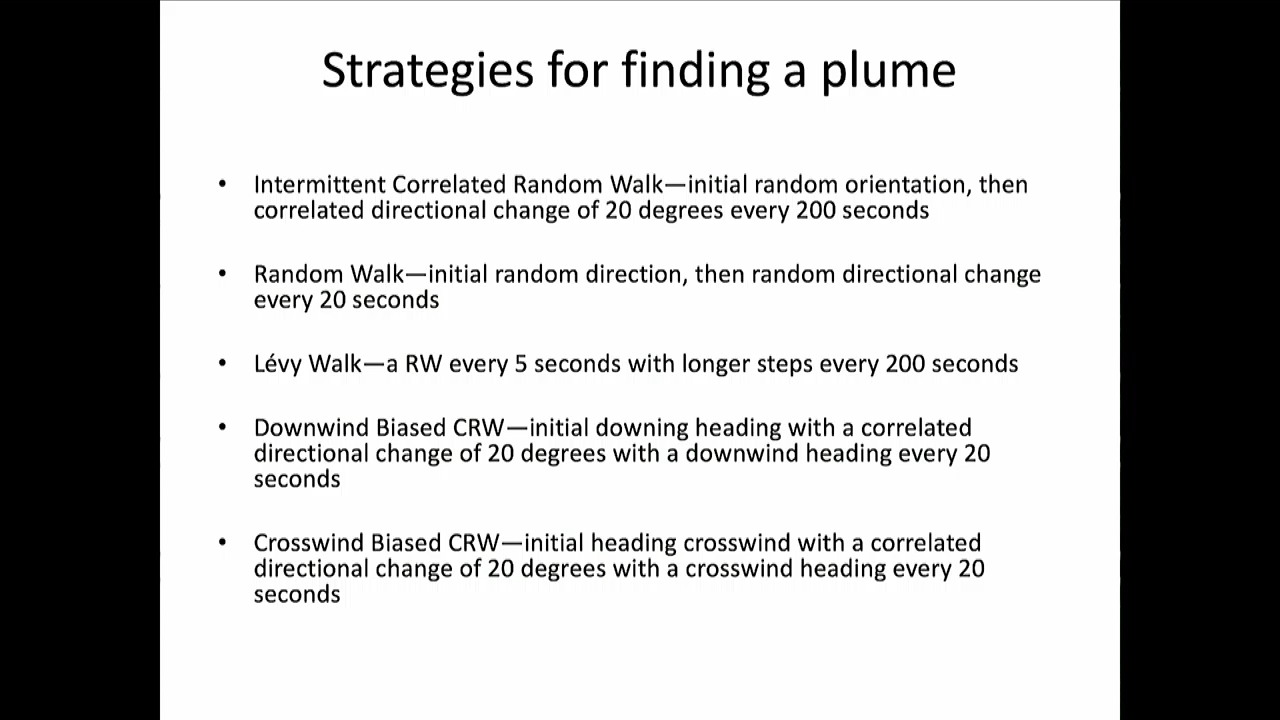 Strategies for finding a plume
• Intermittent Correlated Random Walk—initial random orientation, then
correlated directional change of 20 degrees every 200 seconds
• Random Walk—initial random direction, then random directional change
every 20 seconds
• Lévy Walk—a RW every 5 seconds with longer steps every 200 seconds
• Downwind Biased CRW—initial downing heading with a correlated
directional change of 20 degrees with a downwind heading every 20
seconds
• Crosswind Biased CRW—initial heading crosswind with a correlated
directional change of 20 degrees with a crosswind heading every 20
seconds